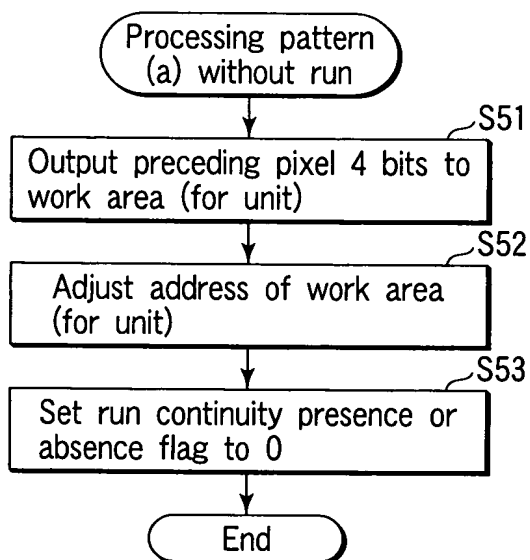 Processing pattern
(a) without run
S51
Output preceding pixel 4 bits to
work area (for unit)
S52
Adjust address of work area
(for unit)
S53
Set run continuity presence or
absence flag to 0
End